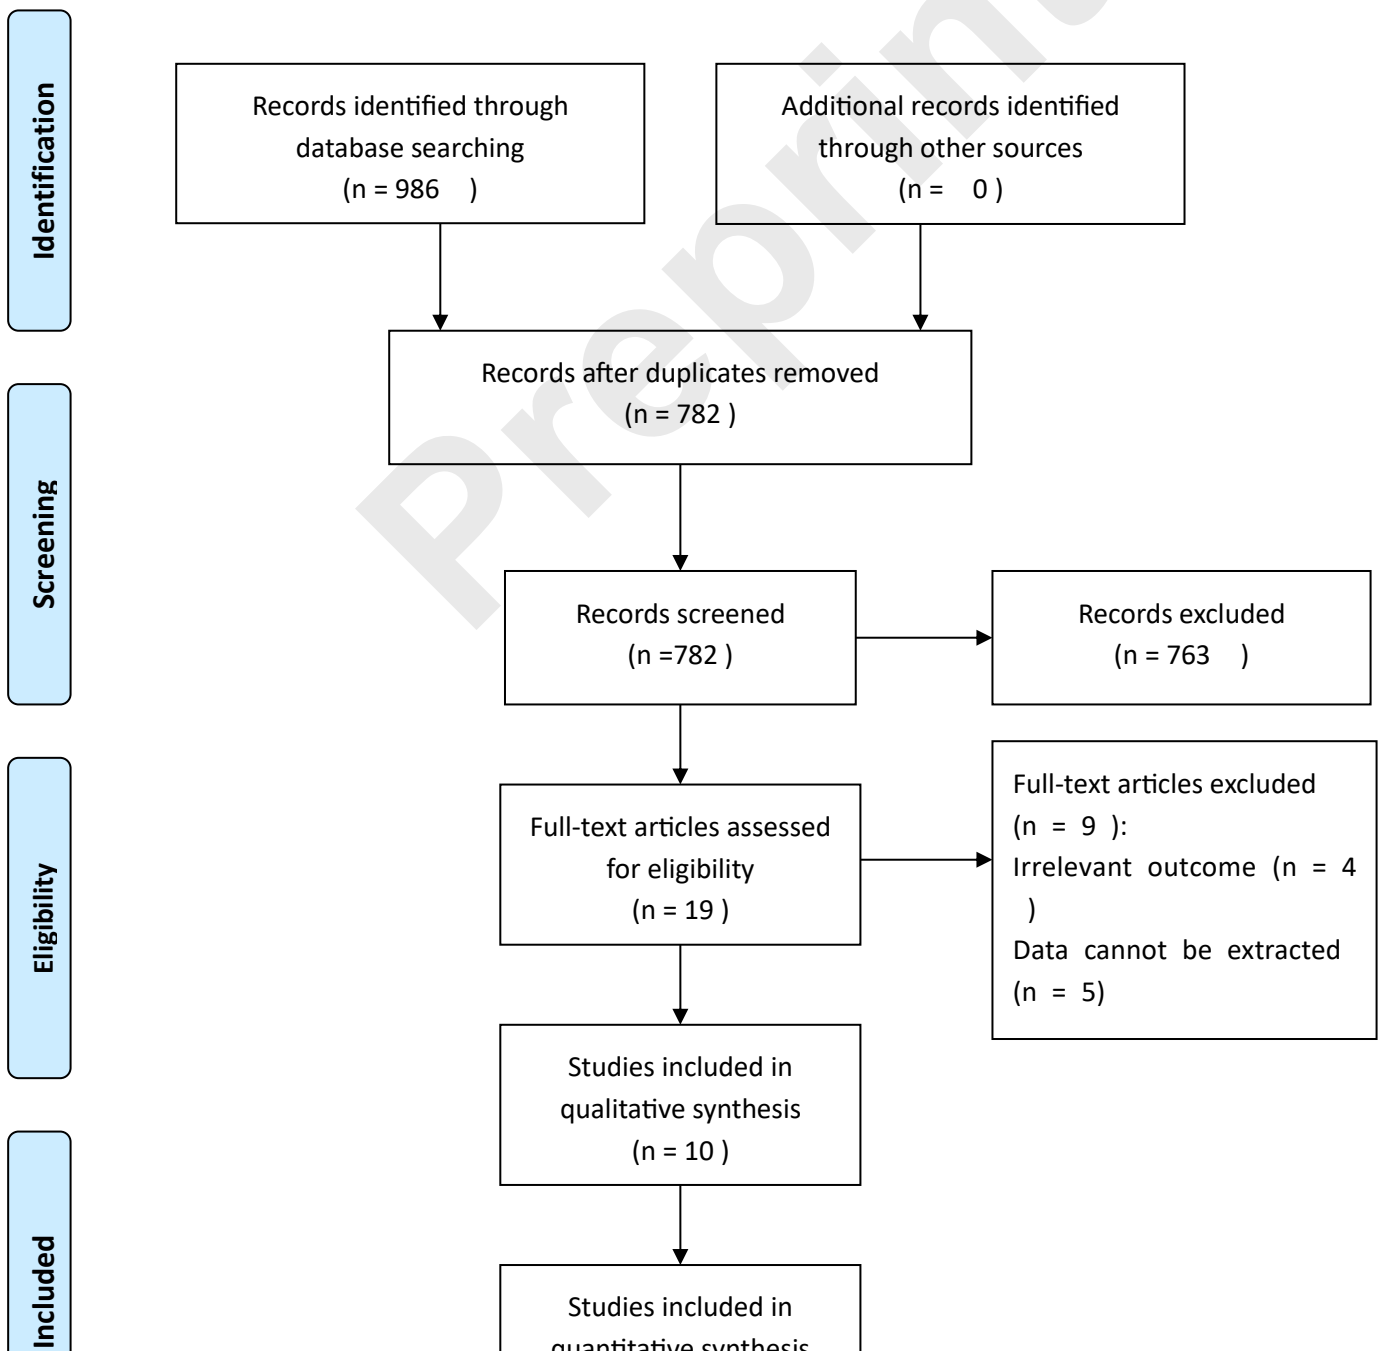 Identification
Records identified through
database searching
(n = 986    )
Additional records identified
through other sources
(n =    0 )
Records after duplicates removed
(n = 782 )
Screening
Records screened
(n =782 )
Records excluded
(n = 763    )
Eligibility
Full-text articles assessed
for eligibility
(n = 19 )
Full-text articles excluded
(n = 9 ):
Irrelevant outcome (n = 4
)
Data cannot be extracted
(n = 5)
Studies included in
qualitative synthesis
(n = 10 )
Included
Studies included in
quantitative synthesis
Preprint